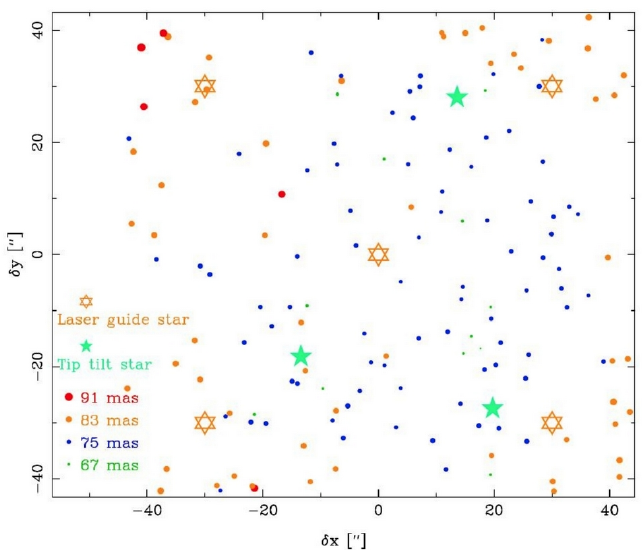 40
20
0
−20
−40
δy ["]
Laser guide star
Tip tilt star
91 mas
83 mas
75 mas
67 mas
−40
−20
0
20
40
δx ["]